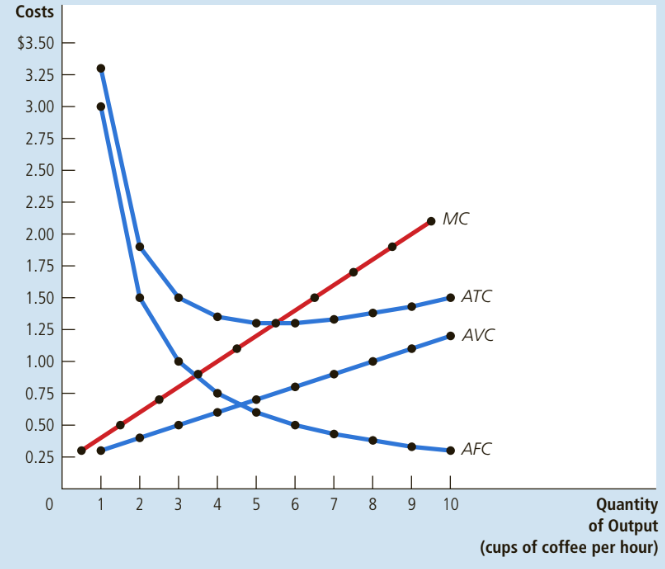 Costs
$3.50
3.25
3.00
2.75
2.50
2.25
2.00
1.75
1.50
1.25
1.00
0.75
0.50
0.25
MC
ATC
AVC
AFC
0 1 2 3 4 5 6 7 8 9 10
Quantity
of Output
(cups of coffee per hour)